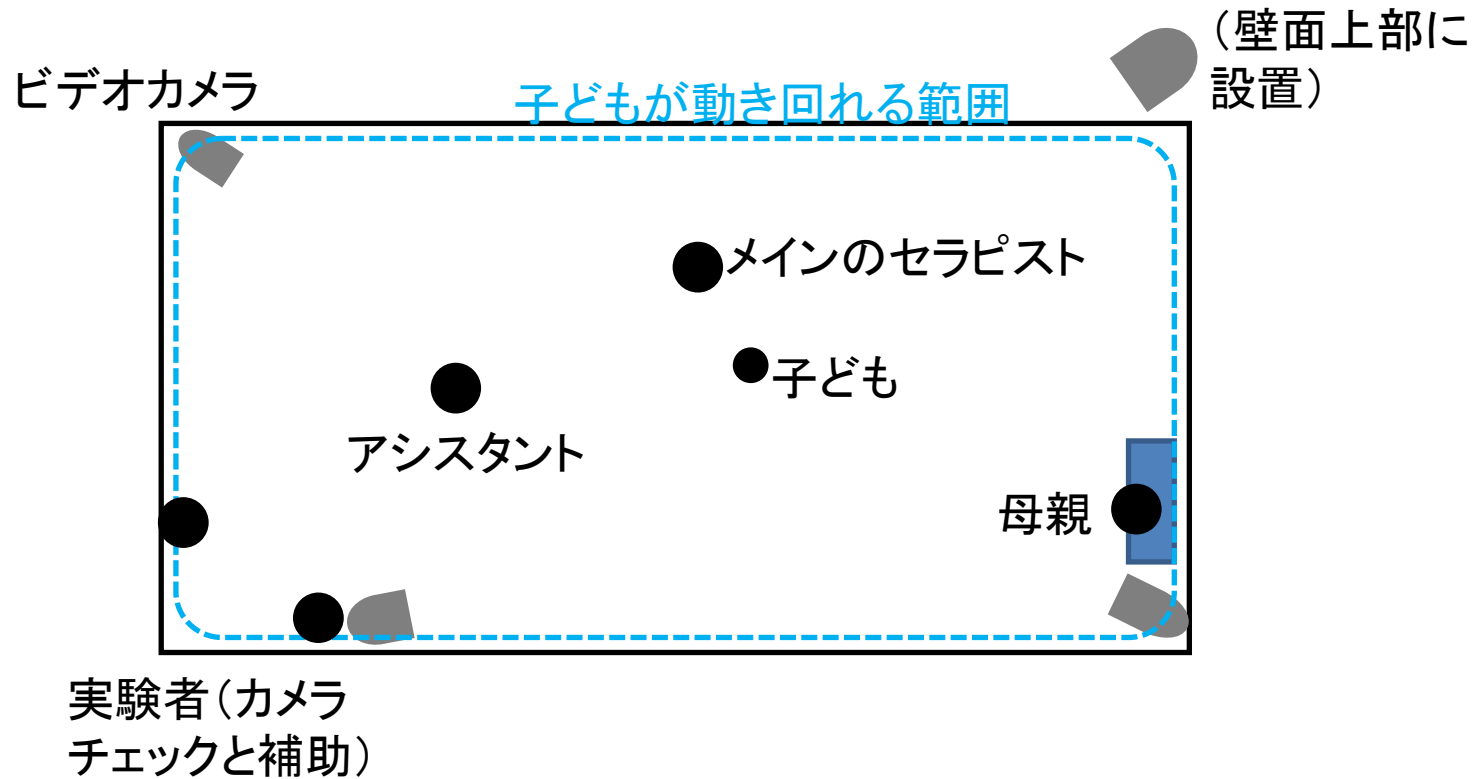 (壁面上部に
設置)
ビデオカメラ
子どもが動き回れる範囲
メインのセラピスト
子ども
アシスタント
母親
実験者(カメラ
チェックと補助)